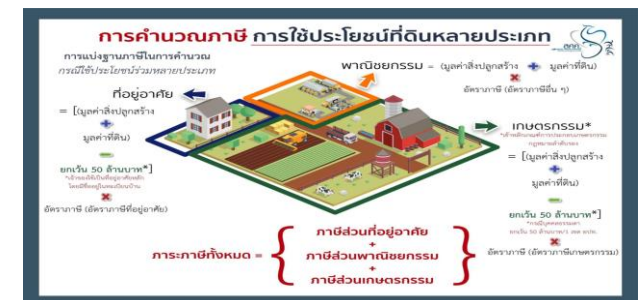 การคำนวณภาษี การใช้ประโยชน์ที่ดินหลายประเภท
การแบ่งฐานภาษีในการคำนวณ
กรณีใช้ประโยชน์ร่วมหลายประเภท
พาณิชยกรรม = (มูลค่าสิ่งปลูกสร้าง + มูลค่าที่ดิน)
×
อัตราภาษี (อัตราภาษีอื่น ๆ)
ที่อยู่อาศัย
= [(มูลค่าสิ่งปลูกสร้าง
+
มูลค่าที่ดิน)
-
ยกเว้น 50 ล้านบาท*]
×
อัตราภาษี (อัตราภาษีที่อยู่อาศัย)
เกษตรกรรม*
= [(มูลค่าสิ่งปลูกสร้าง
+
มูลค่าที่ดิน)
-
ยกเว้น 50 ล้านบาท*]
×
อัตราภาษี (อัตราภาษีเกษตรกรรม)
ภาระภาษีทั้งหมด = { ภาษีส่วนที่อยู่อาศัย
+
ภาษีส่วนพาณิชยกรรม
+
ภาษีส่วนเกษตรกรรม }